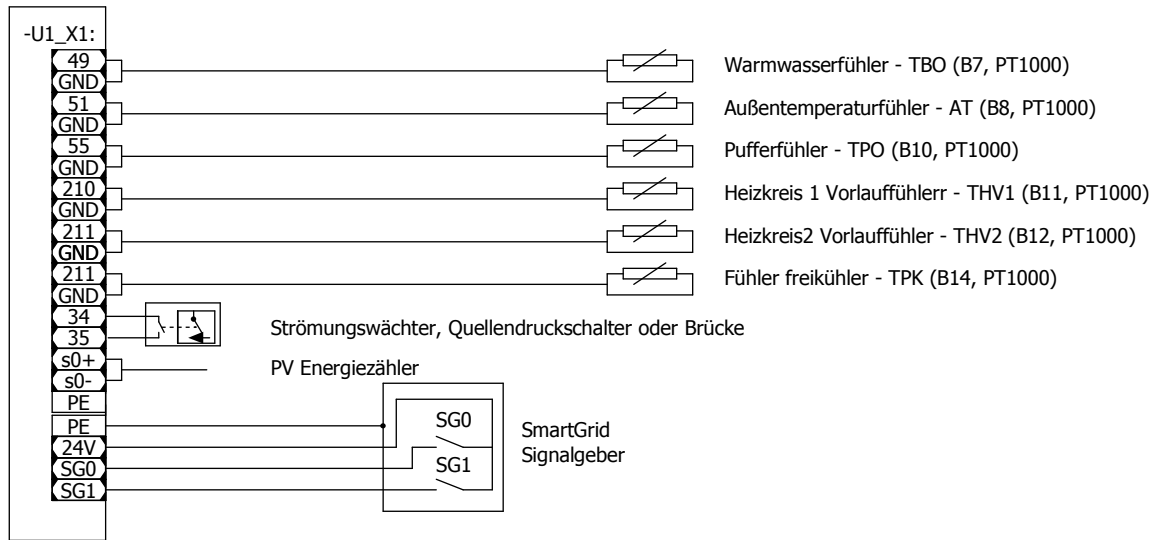 -U1_X1:
49
GND
Warmwasserfühler - TBO (B7, PT1000)
51
GND
Außentemperaturfühler - AT (B8, PT1000)
55
GND
Pufferfühler - TPO (B10, PT1000)
210
GND
Heizkreis 1 Vorlauffühlerr - THV1 (B11, PT1000)
211
GND
Heizkreis2 Vorlauffühler - THV2 (B12, PT1000)
211
GND
Fühler freikühler - TPK (B14, PT1000)
34
35
Strömungswächter, Quellendruckschalter oder Brücke
s0+
s0-
PV Energiezähler
PE
PE
24V
SG0
SG1
SG0
SG1
SmartGrid
Signalgeber